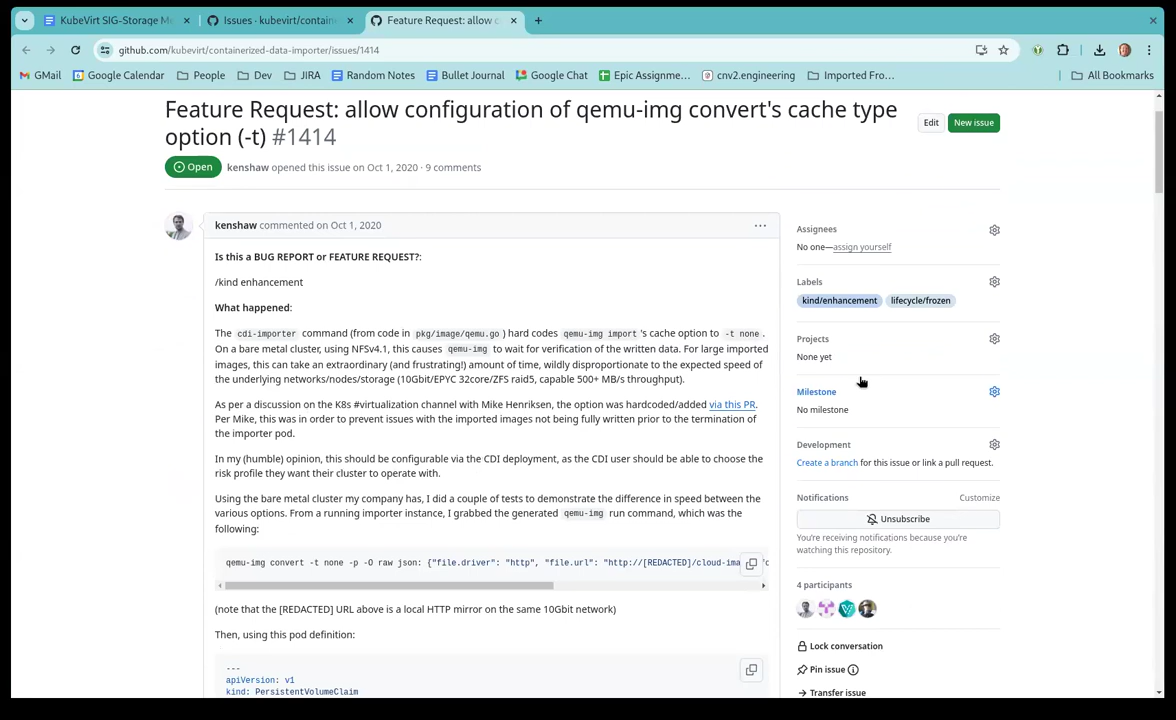 KubeVirt SIG-Storage Me
Issues · kubevirt/contain
Feature Request: allow c
github.com/kubevirt/containerized-data-importer/issues/1414
GMail
Google Calendar
People
Dev
JIRA
Random Notes
Bullet Journal
Google Chat
Epic Assignme...
cnv2.engineering
Imported Fro...
All Bookmarks
Feature Request: allow configuration of qemu-img convert's cache type
option (-t) #1414
Edit
New issue
Open
kenshaw opened this issue on Oct 1, 2020 · 9 comments
kenshaw commented on Oct 1, 2020
Is this a BUG REPORT or FEATURE REQUEST?:
/kind enhancement
What happened:
The cdi-importer command (from code in pkg/image/qemu.go ) hard codes qemu-img import 's cache option to -t none .
On a bare metal cluster, using NFSv4.1, this causes qemu-img to wait for verification of the written data. For large imported
images, this can take an extraordinary (and frustrating!) amount of time, wildly disproportionate to the expected speed of
the underlying networks/nodes/storage (10Gbit/EPYC 32core/ZFS raid5, capable 500+ MB/s throughput).
As per a discussion on the K8s #virtualization channel with Mike Henriksen, the option was hardcoded/added via this PR.
Per Mike, this was in order to prevent issues with the imported images not being fully written prior to the termination of
the importer pod.
In my (humble) opinion, this should be configurable via the CDI deployment, as the CDI user should be able to choose the
risk profile they want their cluster to operate with.
Using the bare metal cluster my company has, I did a couple of tests to demonstrate the difference in speed between the
various options. From a running importer instance, I grabbed the generated qemu-img run command, which was the
following:
qemu-img convert -t none -p -O raw json: {"file.driver": "http", "file.url": "http://[REDACTED]/cloud-ima
(note that the [REDACTED] URL above is a local HTTP mirror on the same 10Gbit network)
Then, using this pod definition:
---
apiVersion: v1
kind: PersistentVolumeClaim
Assignees
No one—assign yourself
Labels
kind/enhancement
lifecycle/frozen
Projects
None yet
Milestone
No milestone
Development
Create a branch for this issue or link a pull request.
Notifications
Customize
Unsubscribe
You're receiving notifications because you're
watching this repository.
4 participants
Lock conversation
Pin issue
Transfer issue